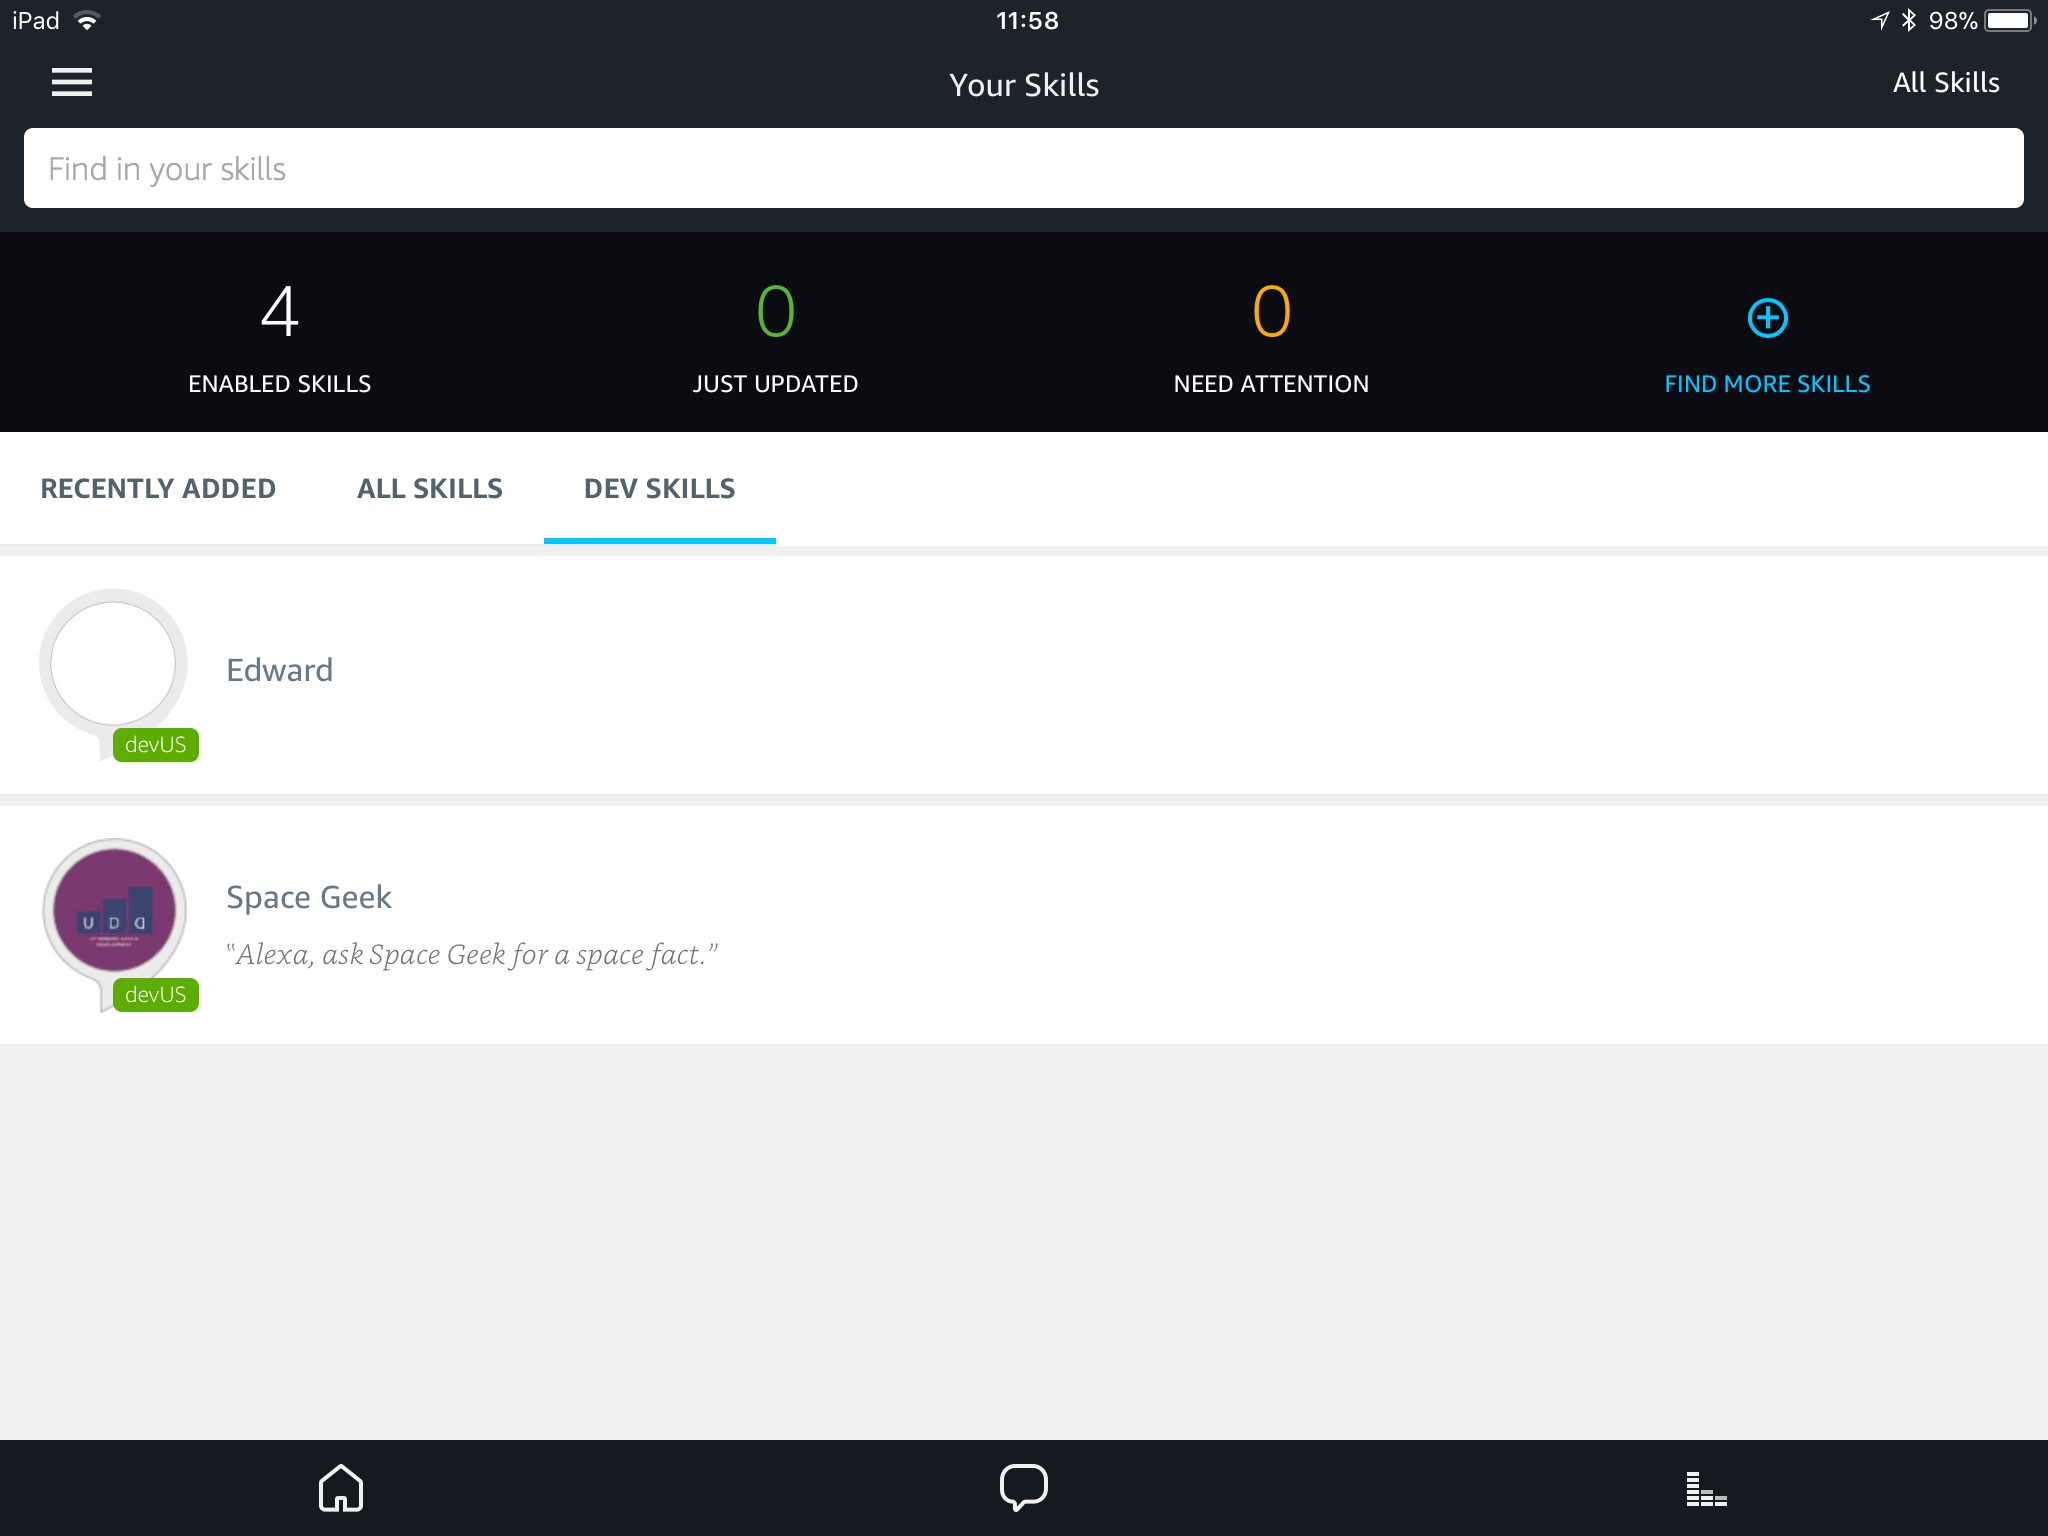 iPad 11:58 98%
Your Skills All Skills
Find in your skills
4 0 0
ENABLED SKILLS JUST UPDATED NEED ATTENTION FIND MORE SKILLS
RECENTLY ADDED ALL SKILLS DEV SKILLS
Edward
devUS
Space Geek
U D D
"Alexa, ask Space Geek for a space fact."
devUS